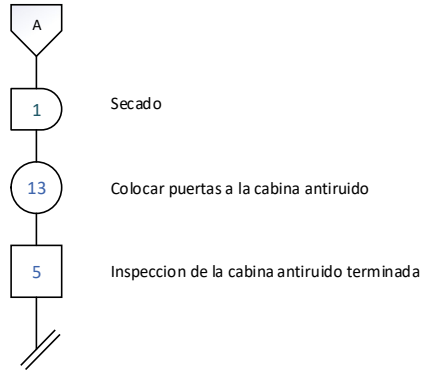 A
1 Secado
13 Colocar puertas a la cabina antiruido
5 Inspeccion de la cabina antiruido terminada